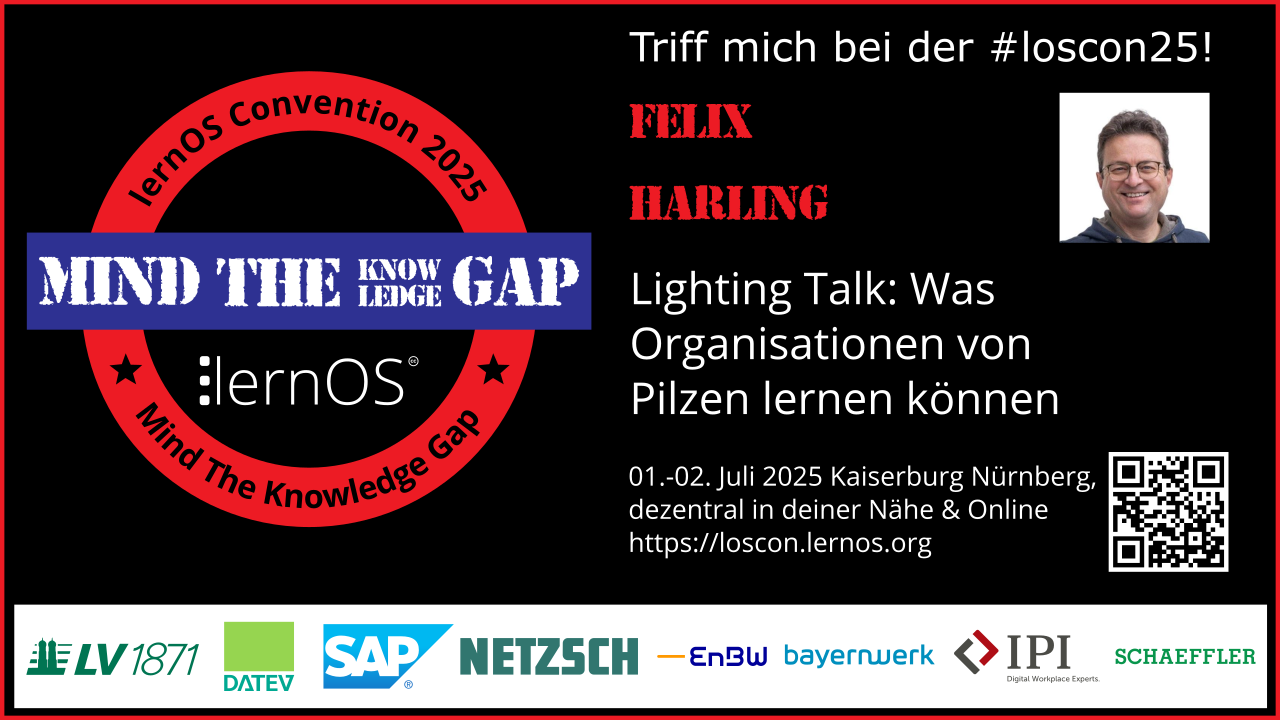 lernOS Convention 2025
MIND THE KNOW LEDGE GAP
lernOS
cc
Mind The Knowledge Gap
Triff mich bei der #loscon25!
FELIX
HARLING
Lighting Talk: Was
Organisationen von
Pilzen lernen können
01.-02. Juli 2025 Kaiserburg Nürnberg,
dezentral in deiner Nähe & Online
https://loscon.lernos.org
LV 1871
DATEV
SAP®
NETZSCH
EnBW
bayernwerk
IPI
Digital Workplace Experts.
SCHAEFFLER